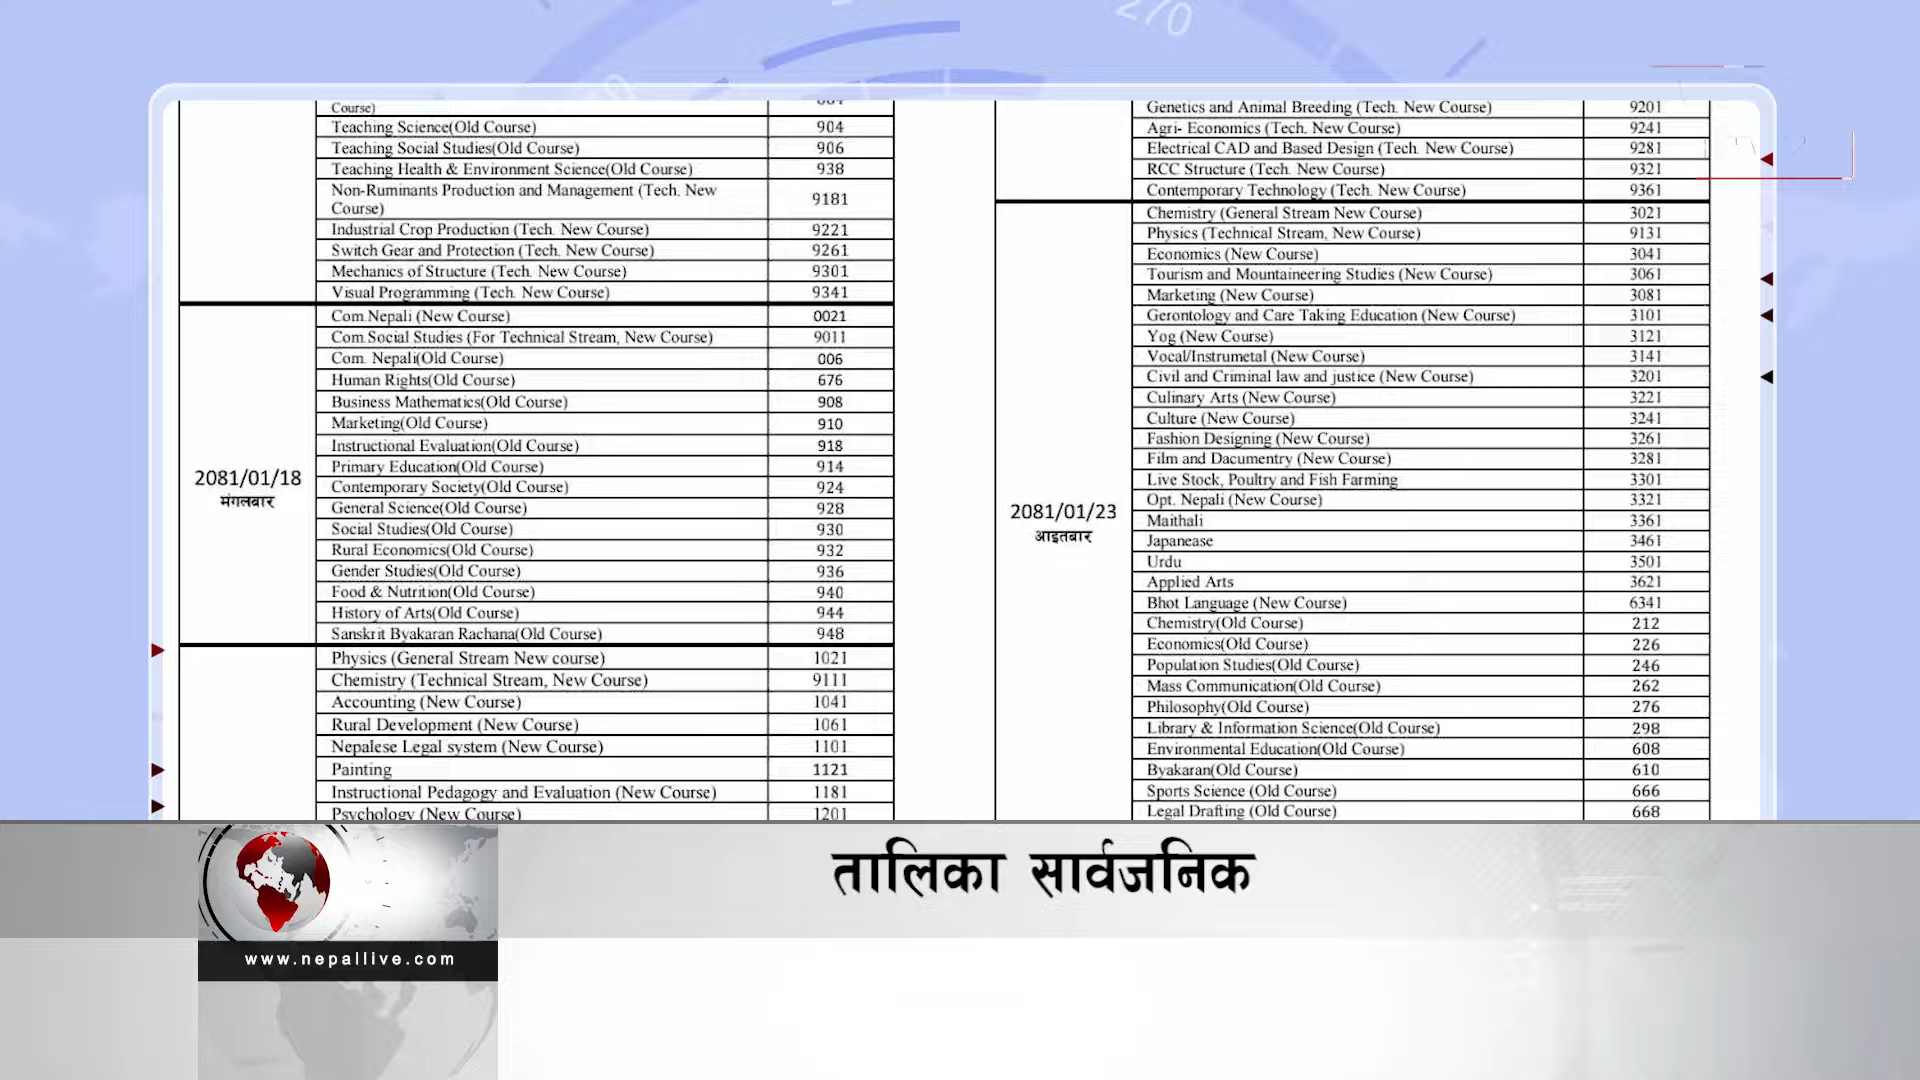 Course)
Teaching Science(Old Course) 904
Teaching Social Studies(Old Course) 906
Teaching Health & Environment Science(Old Course) 938
Non-Ruminants Production and Management (Tech. New
Course) 9181
Industrial Crop Production (Tech. New Course) 9221
Switch Gear and Protection (Tech. New Course) 9261
Mechanics of Structure (Tech. New Course) 9301
Visual Programming (Tech. New Course) 9341
2081/01/18
मंगलबार
Com.Nepali (New Course) 0021
Com.Social Studies (For Technical Stream, New Course) 9011
Com. Nepali(Old Course) 006
Human Rights(Old Course) 676
Business Mathematics(Old Course) 908
Marketing(Old Course) 910
Instructional Evaluation(Old Course) 918
Primary Education(Old Course) 914
Contemporary Society(Old Course) 924
General Science(Old Course) 928
Social Studies(Old Course) 930
Rural Economics(Old Course) 932
Gender Studies(Old Course) 936
Food & Nutrition(Old Course) 940
History of Arts(Old Course) 944
Sanskrit Byakaran Rachana(Old Course) 948
Physics (General Stream New course) 1021
Chemistry (Technical Stream, New Course) 9111
Accounting (New Course) 1041
Rural Development (New Course) 1061
Nepalese Legal system (New Course) 1101
Painting 1121
Instructional Pedagogy and Evaluation (New Course) 1181
Psychology (New Course) 1201
Genetics and Animal Breeding (Tech. New Course) 9201
Agri- Economics (Tech. New Course) 9241
Electrical CAD and Based Design (Tech. New Course) 9281
RCC Structure (Tech. New Course) 9321
Contemporary Technology (Tech. New Course) 9361
2081/01/23
आइतबार
Chemistry (General Stream New Course) 3021
Physics (Technical Stream, New Course) 9131
Economics (New Course) 3041
Tourism and Mountaineering Studies (New Course) 3061
Marketing (New Course) 3081
Gerontology and Care Taking Education (New Course) 3101
Yog (New Course) 3121
Vocal/Instrumetal (New Course) 3141
Civil and Criminal law and justice (New Course) 3201
Culinary Arts (New Course) 3221
Culture (New Course) 3241
Fashion Designing (New Course) 3261
Film and Dacumentry (New Course) 3281
Live Stock, Poultry and Fish Farming 3301
Opt. Nepali (New Course) 3321
Maithali 3361
Japanease 3461
Urdu 3501
Applied Arts 3621
Bhot Language (New Course) 6341
Chemistry(Old Course) 212
Economics(Old Course) 226
Population Studies(Old Course) 246
Mass Communication(Old Course) 262
Philosophy(Old Course) 276
Library & Information Science(Old Course) 298
Environmental Education(Old Course) 608
Byakaran(Old Course) 610
Sports Science (Old Course) 666
Legal Drafting (Old Course) 668
तालिका सार्वजनिक
www.nepallive.com